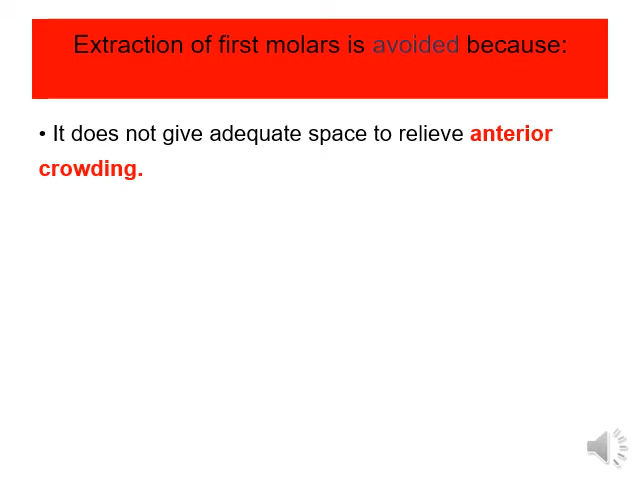 Extraction of first molars is avoided because:
• It does not give adequate space to relieve anterior
crowding.